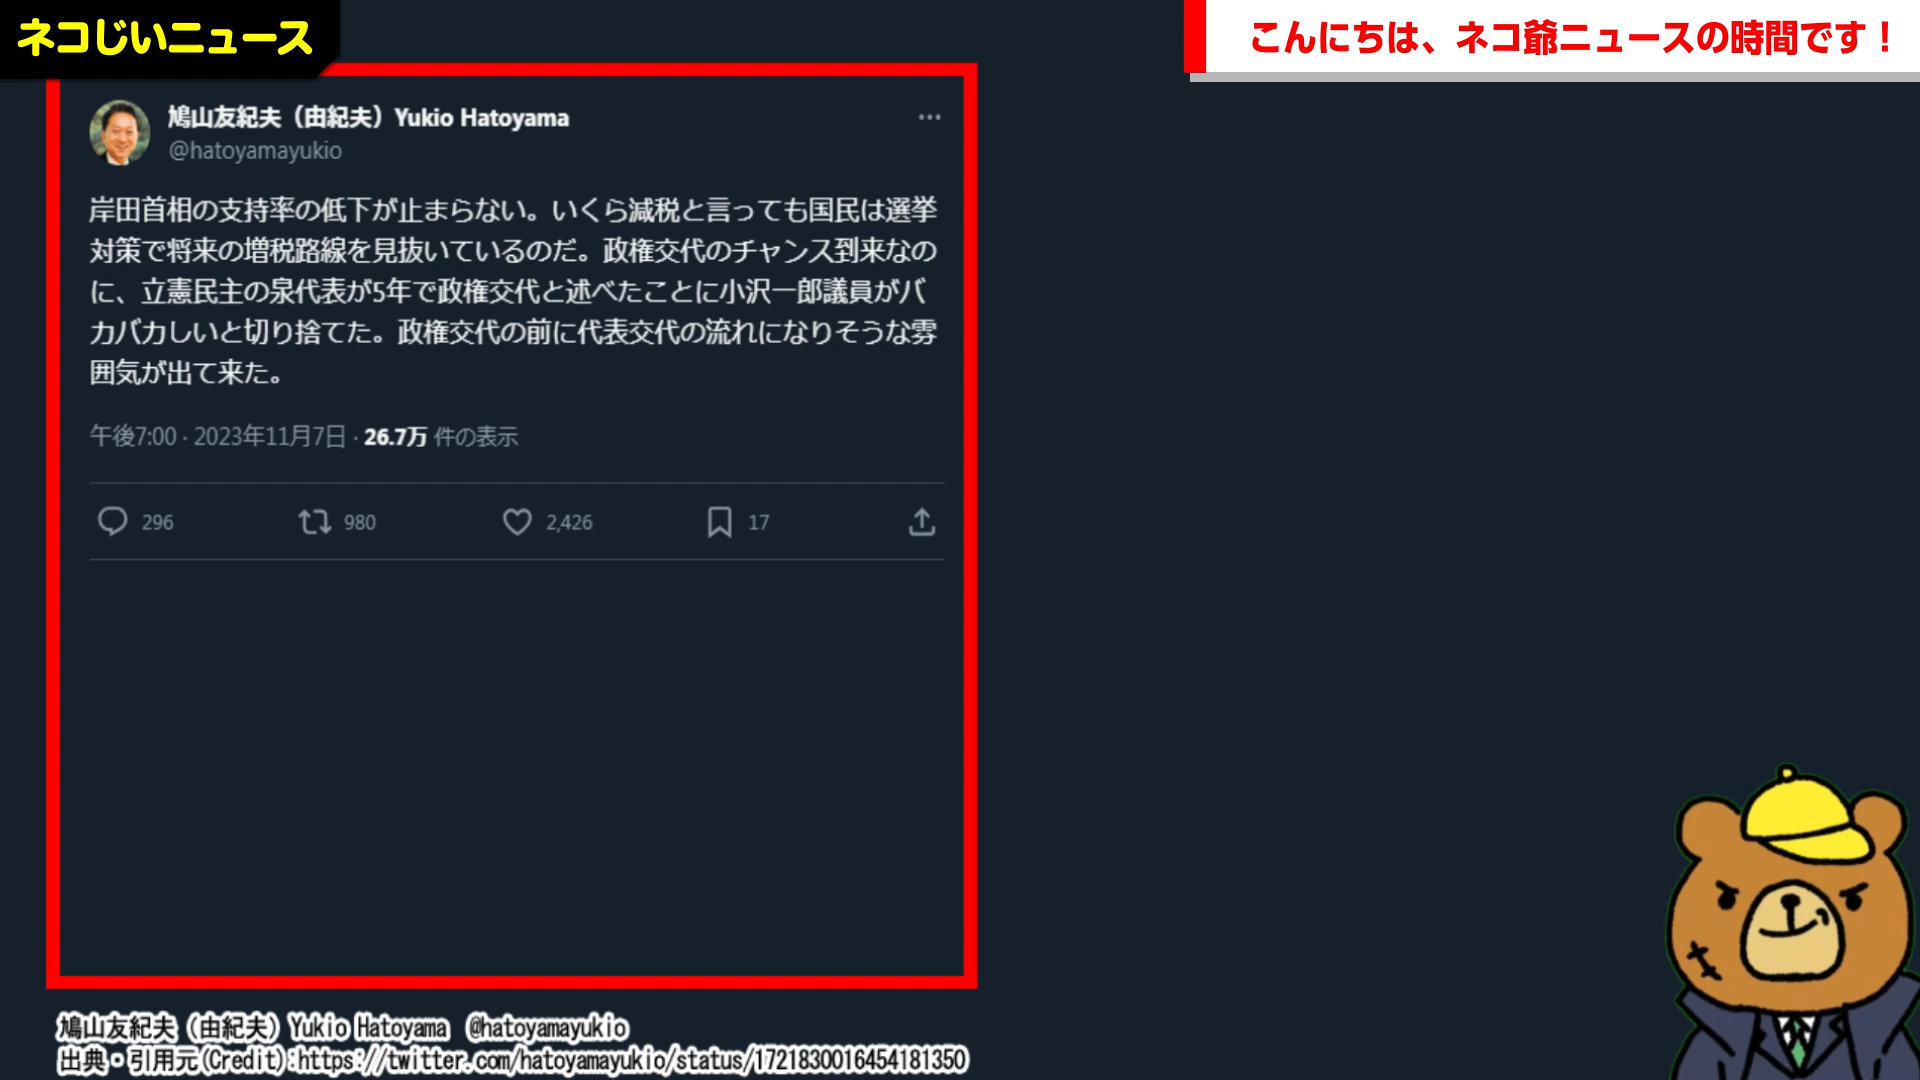 ネコじいニュース
こんにちは、ネコ爺ニュースの時間です！
鳩山友紀夫（由紀夫）Yukio Hatoyama
@hatoyamayukio
岸田首相の支持率の低下が止まらない。いくら減税と言っても国民は選挙
対策で将来の増税路線を見抜いているのだ。政権交代のチャンス到来なの
に、立憲民主の泉代表が5年で政権交代と述べたことに小沢一郎議員がバ
カバカしいと切り捨てた。政権交代の前に代表交代の流れになりそうな雰
囲気が出て来た。
午後7:00 · 2023年11月7日 · 26.7万 件の表示
296 980 2,426 17
鳩山友紀夫（由紀夫）Yukio Hatoyama @hatoyamayukio
出典・引用元(Credit):https://twitter.com/hatoyamayukio/status/1721830016454181350